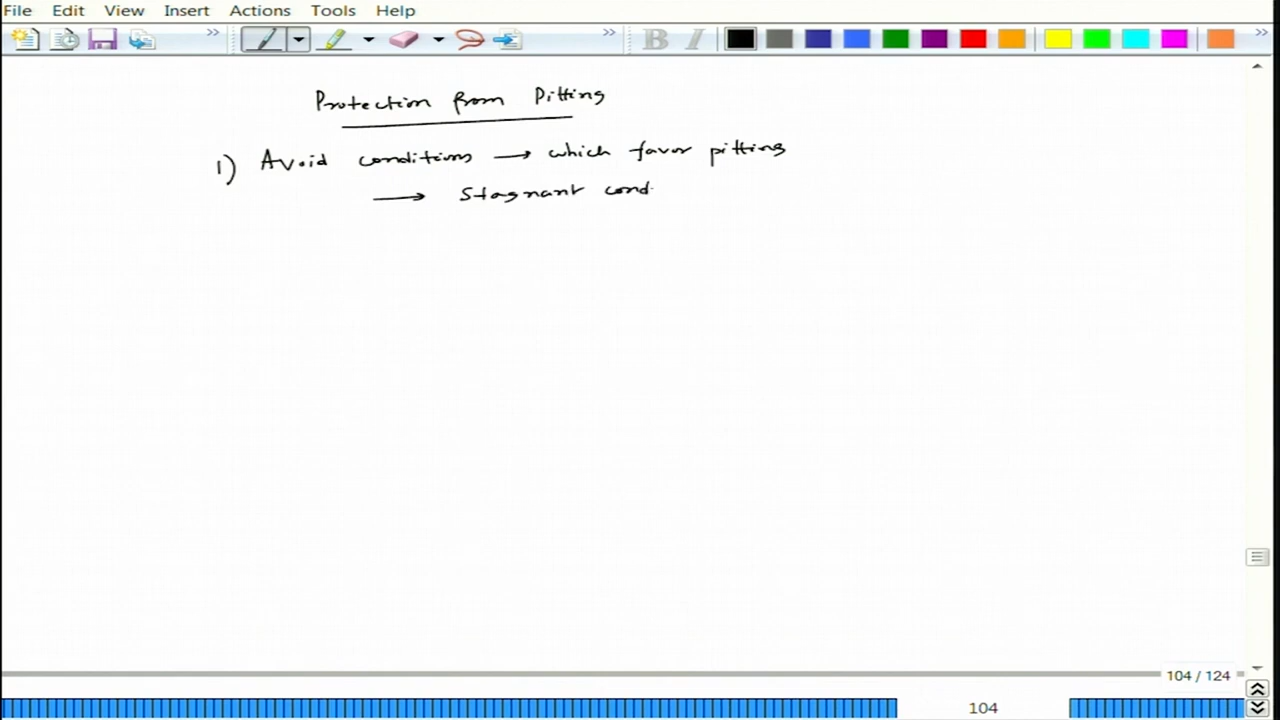 File Edit View Insert Actions Tools Help
B I
Protection from Pitting
1) Avoid conditions → which favor pitting
→ Stagnant cond.
104 / 124
104